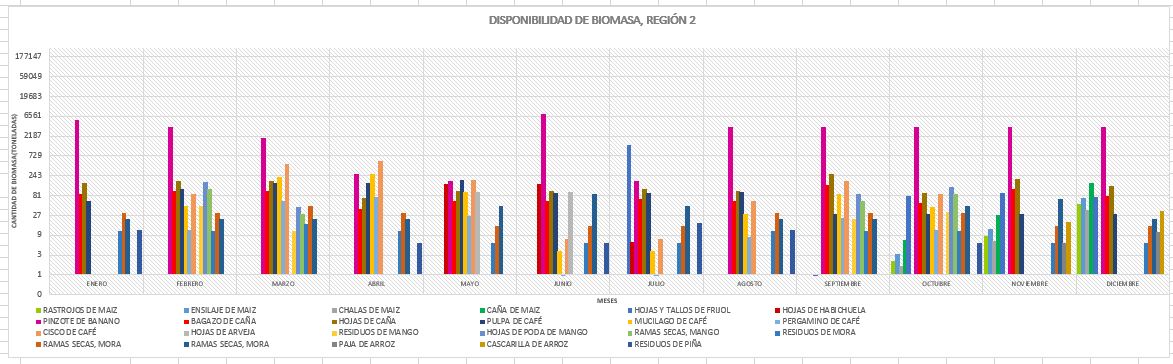 DISPONIBILIDAD DE BIOMASA, REGIÓN 2
177147
59049
19683
6561
2187
729
243
81
27
9
3
1
0
CANTIDAD DE BIOMASA(TONELADAS)
ENERO FEBRERO MARZO ABRIL MAYO JUNIO JULIO AGOSTO SEPTIEMBRE OCTUBRE NOVIEMBRE DICIEMBRE
MESES
RASTROJOS DE MAIZ ENSILAJE DE MAIZ CHALAS DE MAIZ CAÑA DE MAIZ HOJAS Y TALLOS DE FRIJOL HOJAS DE HABICHUELA
PINZOTE DE BANANO BAGAZO DE CAÑA HOJAS DE CAÑA PULPA DE CAFÉ MUCILAGO DE CAFÉ PERGAMINO DE CAFÉ
CISCO DE CAFÉ HOJAS DE ARVEJA RESIDUOS DE MANGO HOJAS DE PODA DE MANGO RAMAS SECAS, MANGO RESIDUOS DE MORA
RAMAS SECAS, MORA RAMAS SECAS, MORA PAJA DE ARROZ CASCARILLA DE ARROZ RESIDUOS DE PIÑA